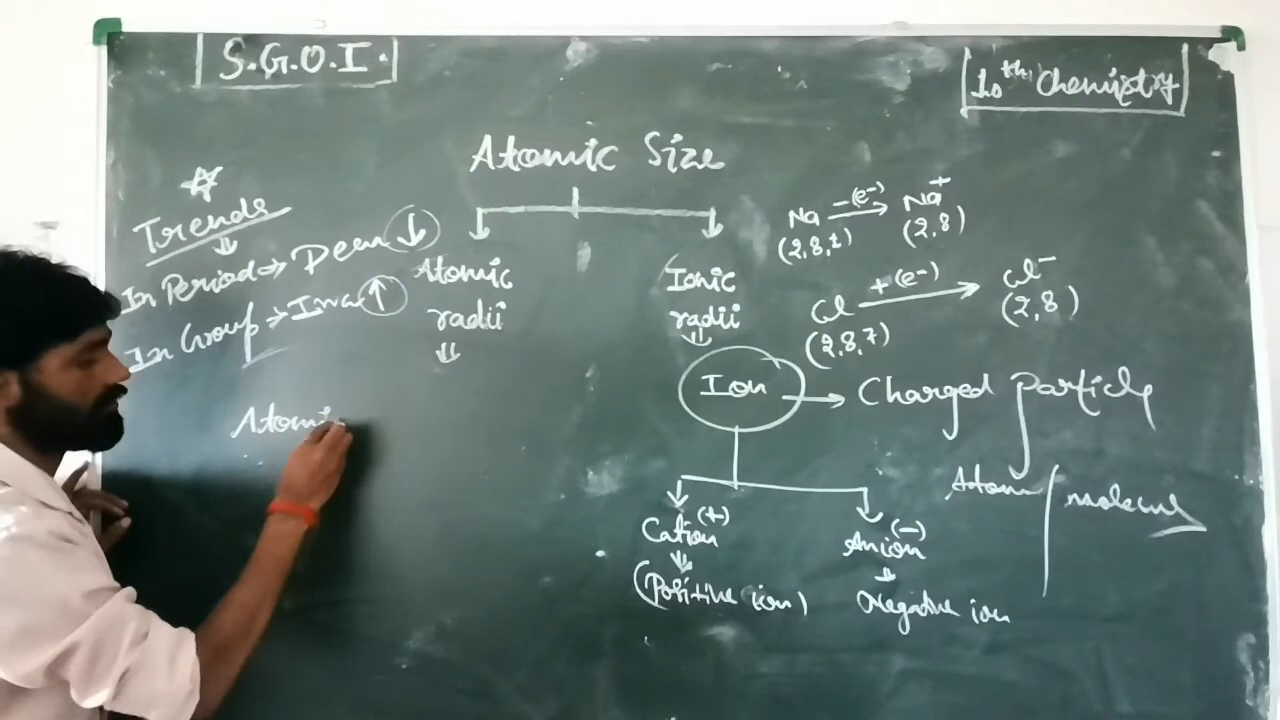 S.G.O.I.
10th Chemistry
Atomic Size
Trends
In Period → Decr ↓
In Group → Incr ↑
Atomic
radii
Ionic
radii
Na -(e-) → Na+
(2,8,1) (2,8)
Cl +(e-) → Cl-
(2,8,7) (2,8)
Ion → Charged Particle
Atom / molecule
Cation (+)
(Positive ion)
Anion (-)
Negative ion
Atomi